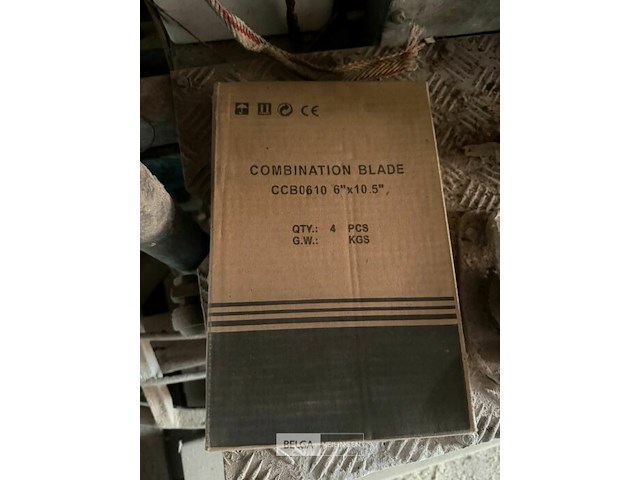 CE
COMBINATION BLADE
CCB0610 6"x10.5"
QTY.: 4 PCS
G.W.: KGS
BELGA